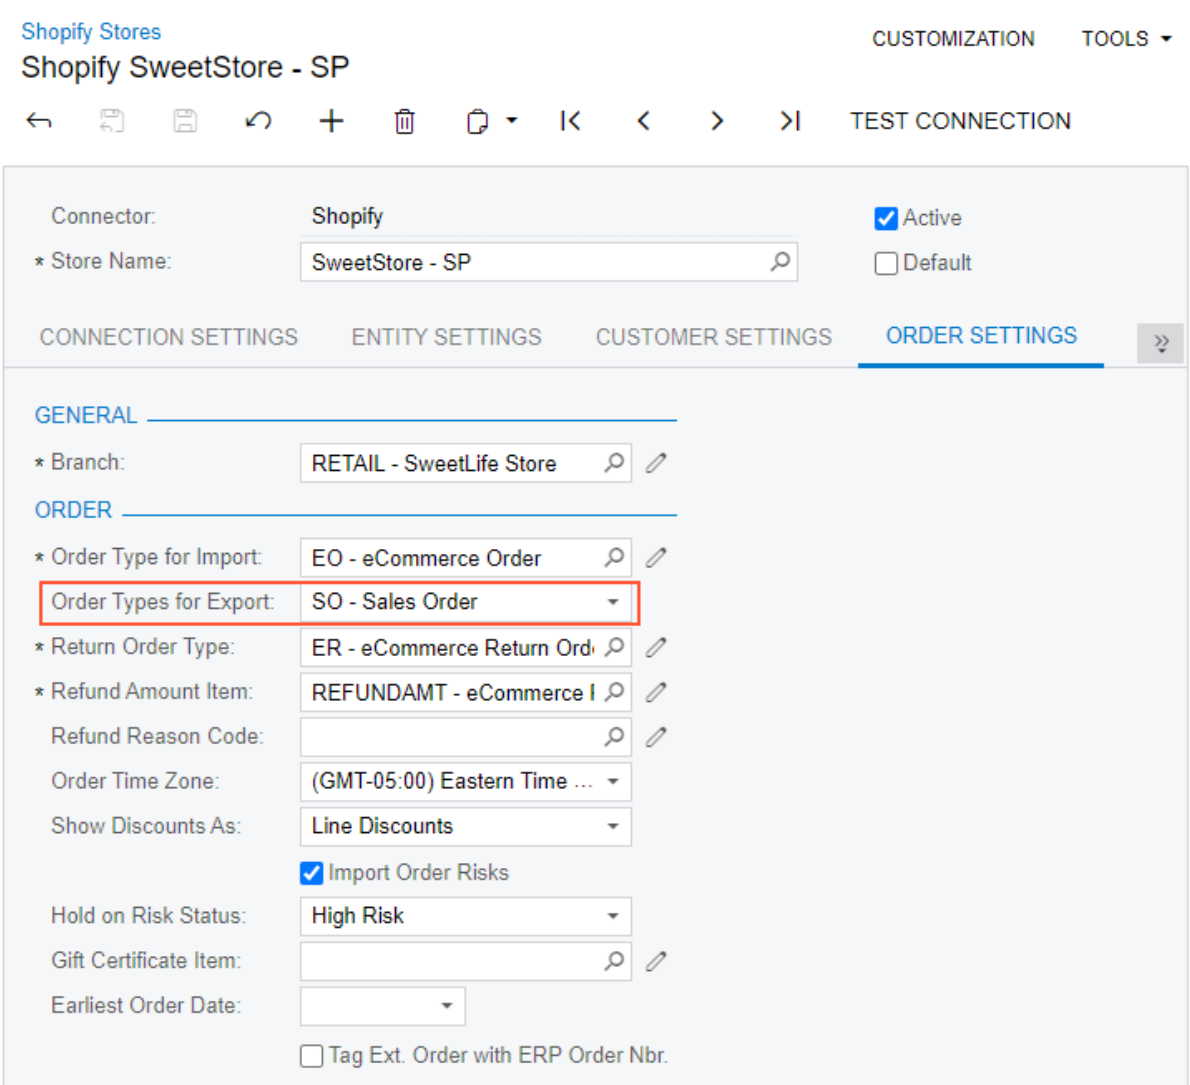 Shopify Stores
CUSTOMIZATION TOOLS
Shopify SweetStore - SP
TEST CONNECTION
Connector: Shopify Active
* Store Name: SweetStore - SP Default
CONNECTION SETTINGS ENTITY SETTINGS CUSTOMER SETTINGS ORDER SETTINGS
GENERAL
* Branch: RETAIL - SweetLife Store
ORDER
* Order Type for Import: EO - eCommerce Order
Order Types for Export: SO - Sales Order
* Return Order Type: ER - eCommerce Return Ord
* Refund Amount Item: REFUNDAMT - eCommerce
Refund Reason Code:
Order Time Zone: (GMT-05:00) Eastern Time ...
Show Discounts As: Line Discounts
Import Order Risks
Hold on Risk Status: High Risk
Gift Certificate Item:
Earliest Order Date:
Tag Ext. Order with ERP Order Nbr.